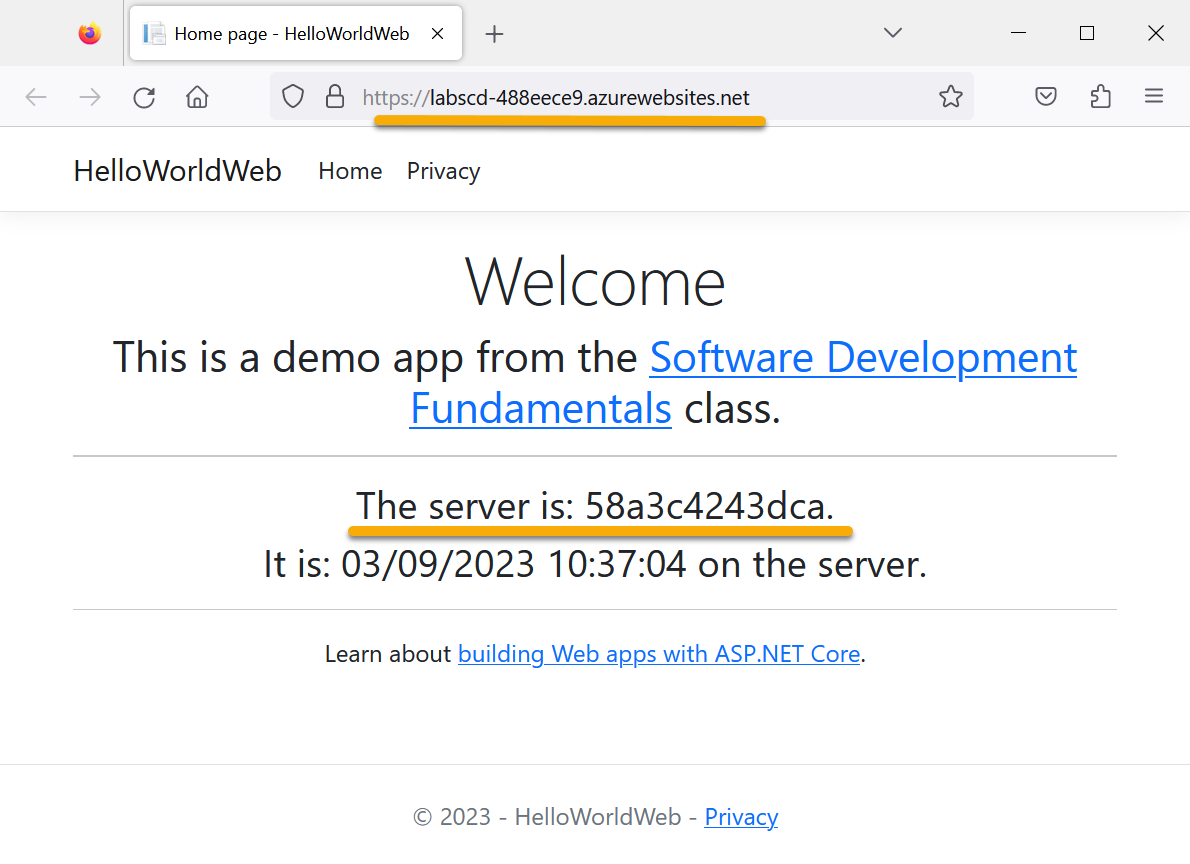 Home page - HelloWorldWeb
https://labscd-488eece9.azurewebsites.net
HelloWorldWeb Home Privacy
Welcome
This is a demo app from the Software Development
Fundamentals class.
The server is: 58a3c4243dca.
It is: 03/09/2023 10:37:04 on the server.
Learn about building Web apps with ASP.NET Core.
© 2023 - HelloWorldWeb - Privacy